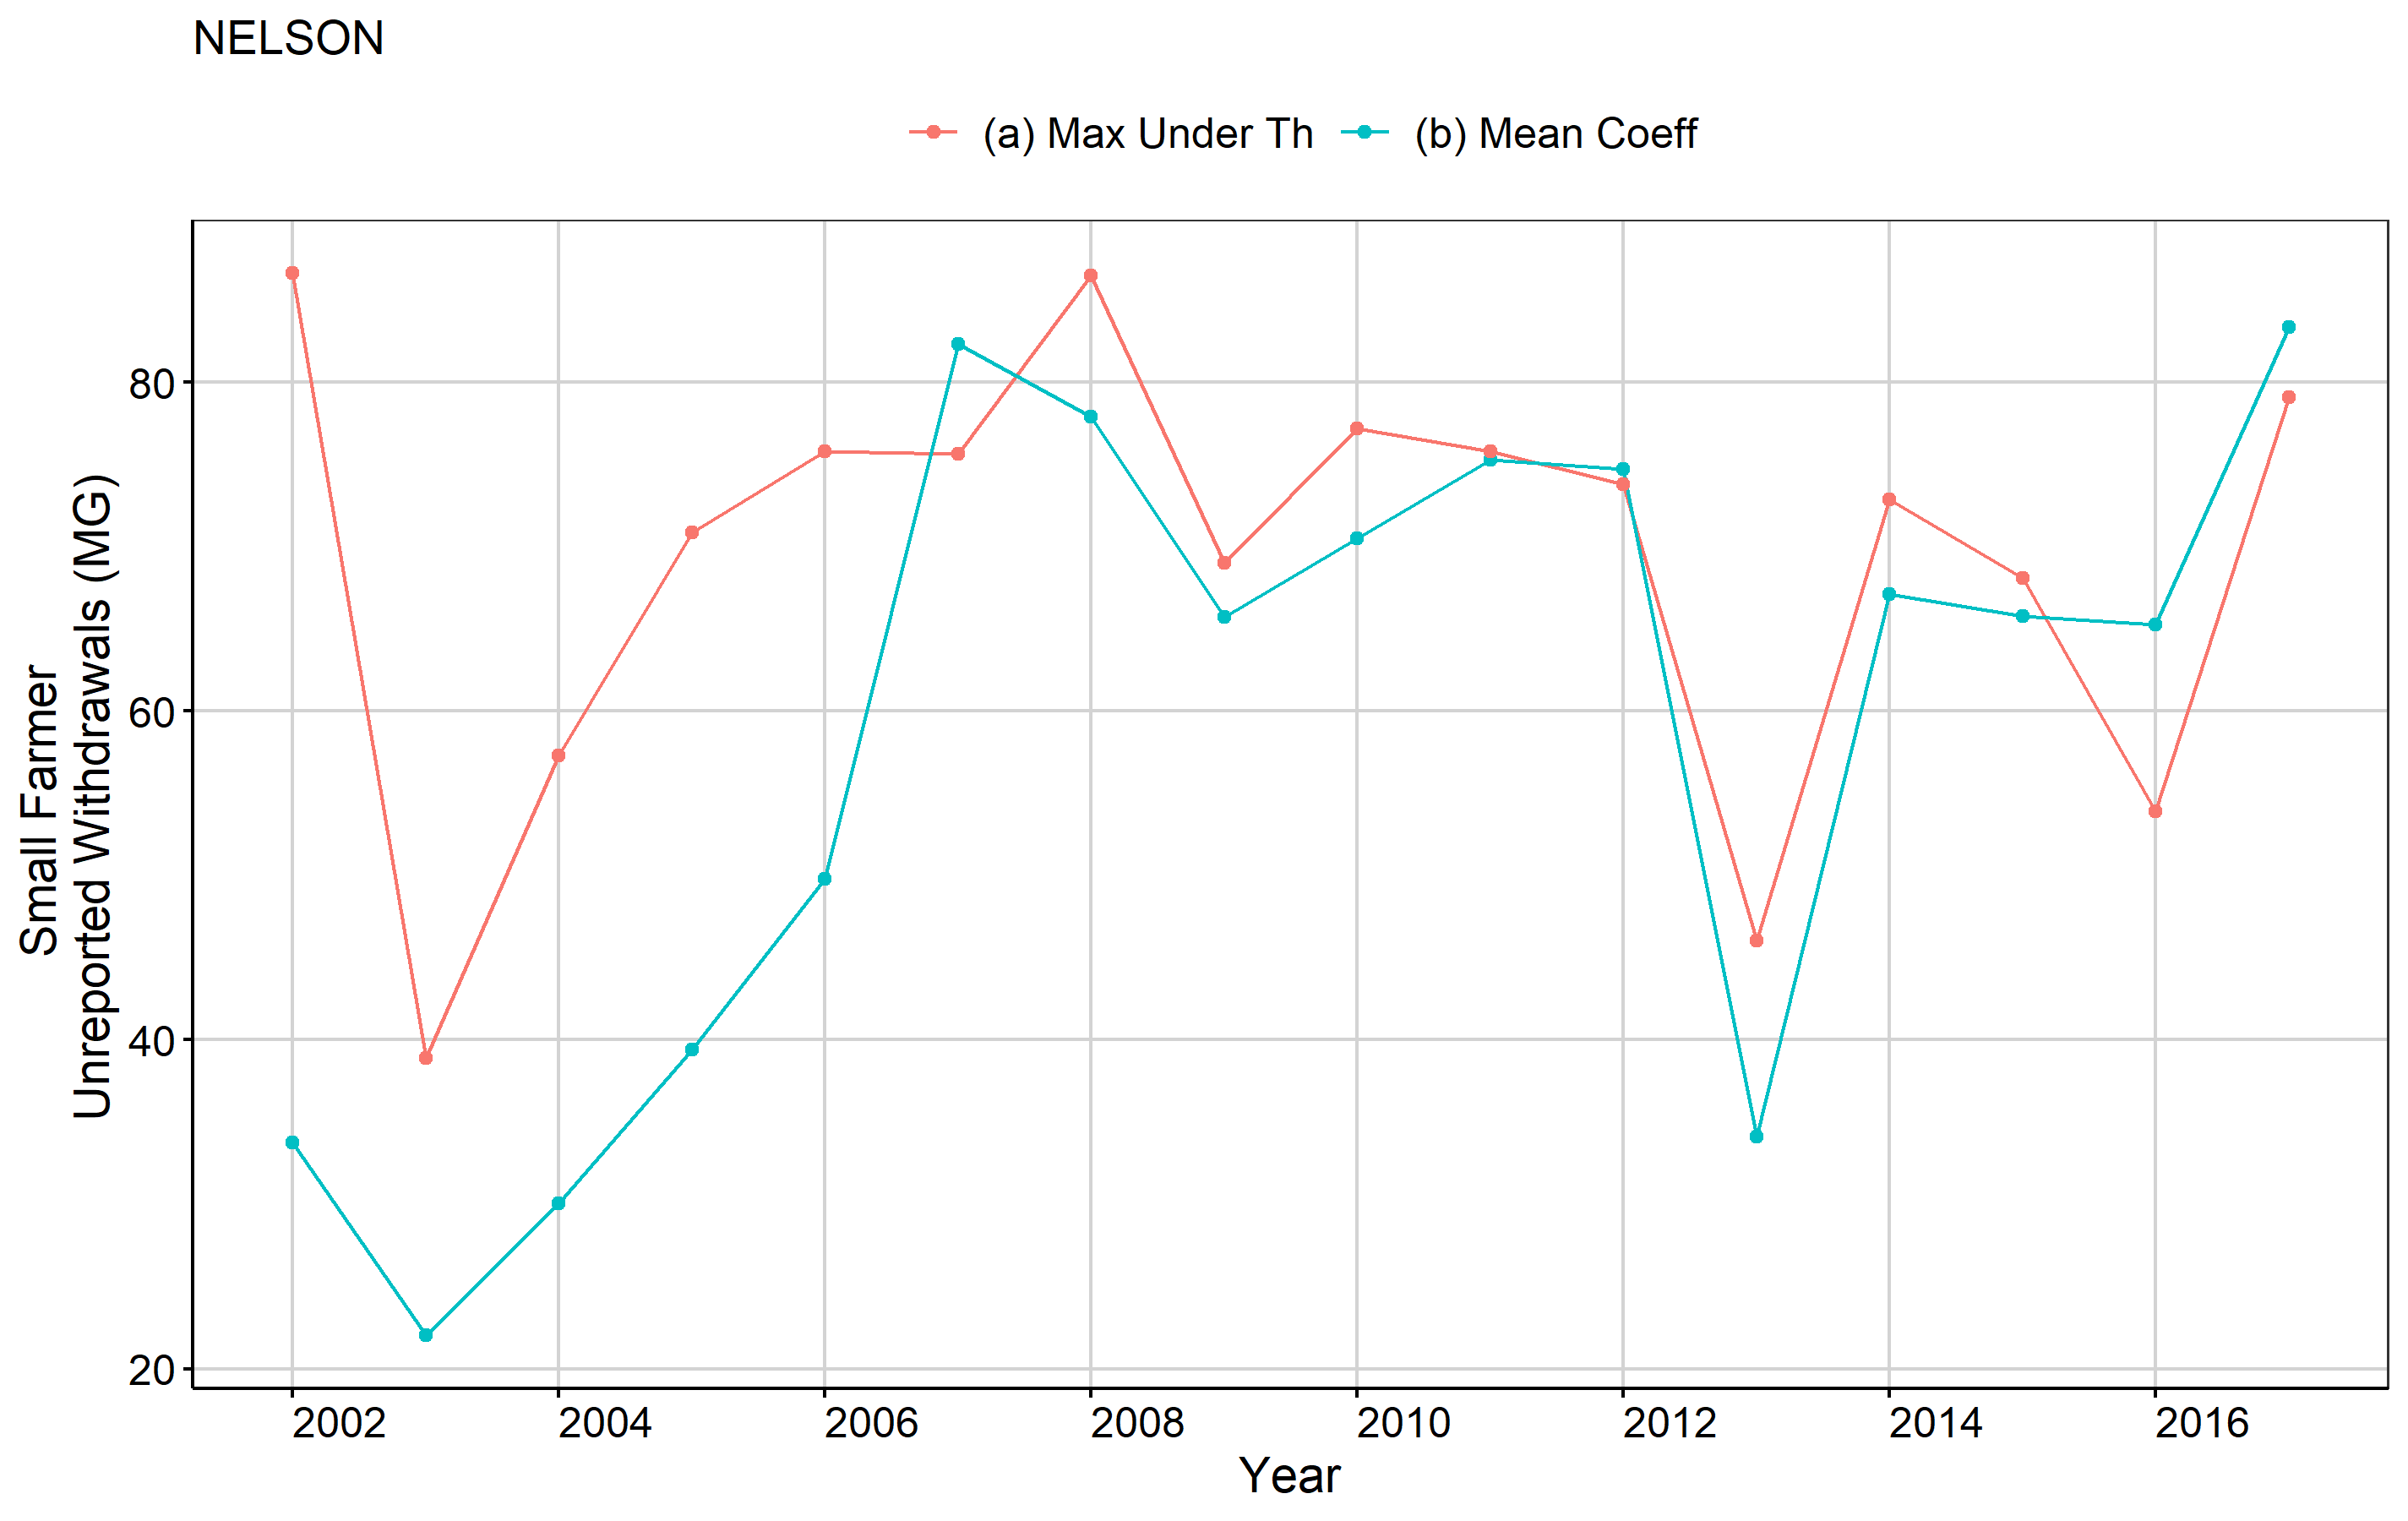 NELSON
(a) Max Under Th (b) Mean Coeff
Small Farmer
Unreported Withdrawals (MG)
80
60
40
20
2002 2004 2006 2008 2010 2012 2014 2016
Year